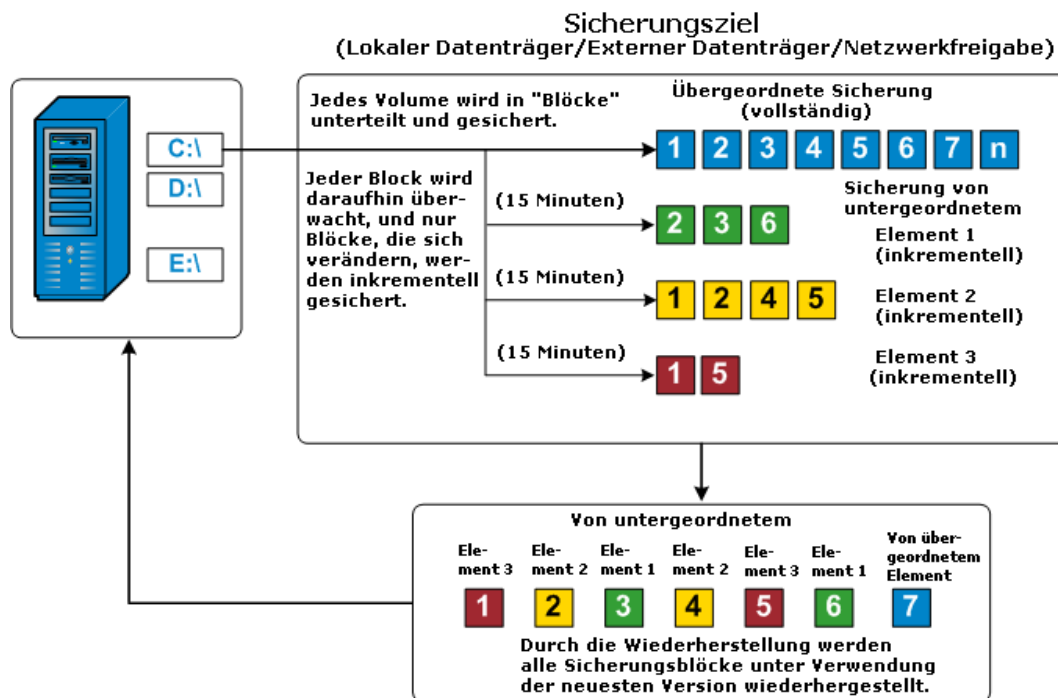 Sicherungsziel
(Lokaler Datenträger/Externer Datenträger/Netzwerkfreigabe)
C:\
D:\
E:\
Jedes Volume wird in "Blöcke"
unterteilt und gesichert.
Übergeordnete Sicherung
(vollständig)
1 2 3 4 5 6 7 n
Jeder Block wird
daraufhin über-
wacht, und nur
Blöcke, die sich
verändern, wer-
den inkrementell
gesichert.
Sicherung von
untergeordnetem
(15 Minuten)
2 3 6
Element 1
(inkrementell)
(15 Minuten)
1 2 4 5
Element 2
(inkrementell)
(15 Minuten)
1 5
Element 3
(inkrementell)
Von untergeordnetem
Ele-
ment 3
Ele-
ment 2
Ele-
ment 1
Ele-
ment 2
Ele-
ment 3
Ele-
ment 1
Von über-
geordnetem
Element
1 2 3 4 5 6 7
Durch die Wiederherstellung werden
alle Sicherungsblöcke unter Verwendung
der neuesten Version wiederhergestellt.